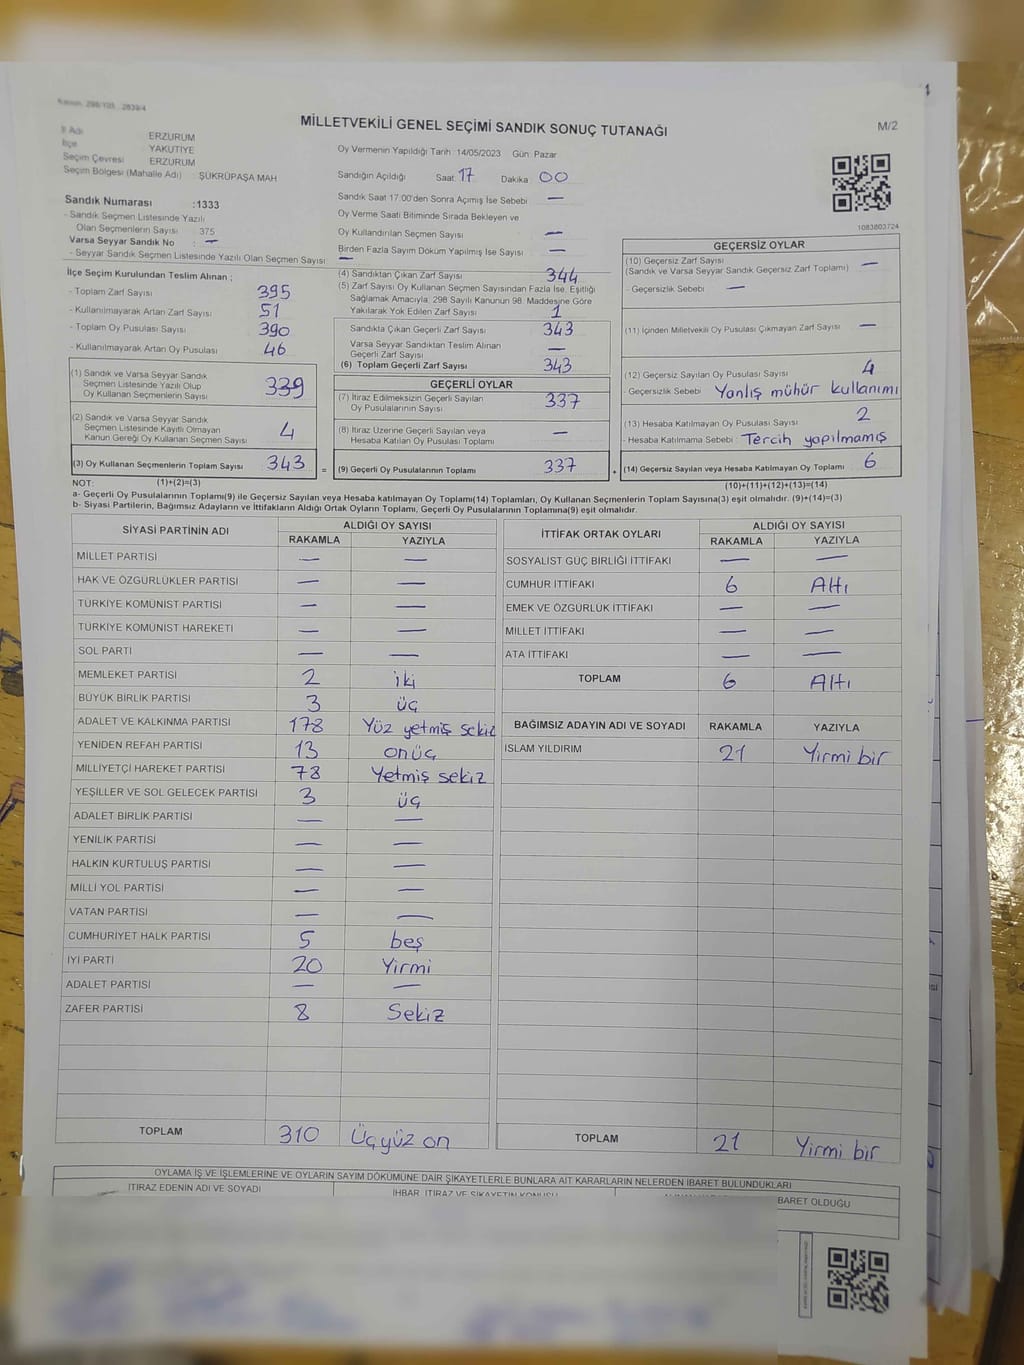 Kanun: 298/105 , 2839/4
MİLLETVEKİLİ GENEL SEÇİMİ SANDIK SONUÇ TUTANAĞI
M/2
İl Adı ERZURUM
İlçe YAKUTİYE
Seçim Çevresi ERZURUM
Seçim Bölgesi (Mahalle Adı) ŞÜKRÜPAŞA MAH
Sandık Numarası :1333
- Sandık Seçmen Listesinde Yazılı
Olan Seçmenlerin Sayısı 375
Varsa Seyyar Sandık No : —
- Seyyar Sandık Seçmen Listesinde Yazılı Olan Seçmen Sayısı: —
Oy Vermenin Yapıldığı Tarih :14/05/2023 Gün: Pazar
Sandığın Açıldığı Saat: 17 Dakika: 00
Sandık Saat 17:00'den Sonra Açımış İse Sebebi —
Oy Verme Saati Bitiminde Sırada Bekleyen ve
Oy Kullandırılan Seçmen Sayısı —
Birden Fazla Sayım Döküm Yapılmış İse Sayısı —
1083803724
İlçe Seçim Kurulundan Teslim Alınan ;
- Toplam Zarf Sayısı 395
- Kullanılmayarak Artan Zarf Sayısı 51
- Toplam Oy Pusulası Sayısı 390
- Kullanılmayarak Artan Oy Pusulası 46
(1) Sandık ve Varsa Seyyar Sandık
Seçmen Listesinde Yazılı Olup
Oy Kullanan Seçmenlerin Sayısı 339
(2) Sandık ve Varsa Seyyar Sandık
Seçmen Listesinde Kayıtlı Olmayan
Kanun Gereği Oy Kullanan Seçmen Sayısı 4
(3) Oy Kullanan Seçmenlerin Toplam Sayısı 343 =
(4) Sandıktan Çıkan Zarf Sayısı 344
(5) Zarf Sayısı Oy Kullanan Seçmen Sayısından Fazla İse, Eşitliği
Sağlamak Amacıyla, 298 Sayılı Kanunun 98. Maddesine Göre
Yakılarak Yok Edilen Zarf Sayısı 1
Sandıkta Çıkan Geçerli Zarf Sayısı 343
Varsa Seyyar Sandıktan Teslim Alınan
Geçerli Zarf Sayısı —
(6) Toplam Geçerli Zarf Sayısı 343
GEÇERLİ OYLAR
(7) İtiraz Edilmeksizin Geçerli Sayılan
Oy Pusulalarının Sayısı 337
(8) İtiraz Üzerine Geçerli Sayılan veya
Hesaba Katılan Oy Pusulası Toplamı —
(9) Geçerli Oy Pusulalarının Toplamı 337 +
GEÇERSİZ OYLAR
(10) Geçersiz Zarf Sayısı —
(Sandık ve Varsa Seyyar Sandık Geçersiz Zarf Toplamı)
- Geçersizlik Sebebi —
(11) İçinden Milletvekili Oy Pusulası Çıkmayan Zarf Sayısı —
(12) Geçersiz Sayılan Oy Pusulası Sayısı 4
- Geçersizlik Sebebi Yanlış mühür kullanımı
(13) Hesaba Katılmayan Oy Pusulası Sayısı 2
- Hesaba Katılmama Sebebi : Tercih yapılmamış
(14) Geçersiz Sayılan veya Hesaba Katılmayan Oy Toplamı 6
NOT: (1)+(2)=(3) (10)+(11)+(12)+(13)=(14)
a- Geçerli Oy Pusulalarının Toplamı(9) ile Geçersiz Sayılan veya Hesaba katılmayan Oy Toplamı(14) Toplamları, Oy Kullanan Seçmenlerin Toplam Sayısına(3) eşit olmalıdır. (9)+(14)=(3)
b- Siyasi Partilerin, Bağımsız Adayların ve İttifakların Aldığı Ortak Oyların Toplamı, Geçerli Oy Pusulalarının Toplamına(9) eşit olmalıdır.
SİYASİ PARTİNİN ADI ALDIĞI OY SAYISI
RAKAMLA YAZIYLA
MİLLET PARTİSİ — —
HAK VE ÖZGÜRLÜKLER PARTİSİ — —
TÜRKİYE KOMÜNİST PARTİSİ — —
TÜRKİYE KOMÜNİST HAREKETİ — —
SOL PARTİ — —
MEMLEKET PARTİSİ 2 iki
BÜYÜK BİRLİK PARTİSİ 3 üç
ADALET VE KALKINMA PARTİSİ 178 Yüz yetmiş sekiz
YENİDEN REFAH PARTİSİ 13 onüç
MİLLİYETÇİ HAREKET PARTİSİ 78 Yetmiş sekiz
YEŞİLLER VE SOL GELECEK PARTİSİ 3 üç
ADALET BİRLİK PARTİSİ — —
YENİLİK PARTİSİ — —
HALKIN KURTULUŞ PARTİSİ — —
MİLLİ YOL PARTİSİ — —
VATAN PARTİSİ — —
CUMHURİYET HALK PARTİSİ 5 beş
İYİ PARTİ 20 Yirmi
ADALET PARTİSİ — —
ZAFER PARTİSİ 8 Sekiz
TOPLAM 310 Üçyüz on
İTTİFAK ORTAK OYLARI ALDIĞI OY SAYISI
RAKAMLA YAZIYLA
SOSYALİST GÜÇ BİRLİĞİ İTTİFAKI — —
CUMHUR İTTİFAKI 6 Altı
EMEK VE ÖZGÜRLÜK İTTİFAKI — —
MİLLET İTTİFAKI — —
ATA İTTİFAKI — —
TOPLAM 6 Altı
BAĞIMSIZ ADAYIN ADI VE SOYADI RAKAMLA YAZIYLA
İSLAM YILDIRIM 21 Yirmi bir
TOPLAM 21 Yirmi bir
OYLAMA İŞ VE İŞLEMLERİNE VE OYLARIN SAYIM DÖKÜMÜNE DAİR ŞİKAYETLERLE BUNLARA AİT KARARLARIN NELERDEN İBARET BULUNDUKLARI
İTİRAZ EDENİN ADI VE SOYADI İHBAR, İTİRAZ VE ŞİKAYETİN KONUSU BARET OLDUĞU